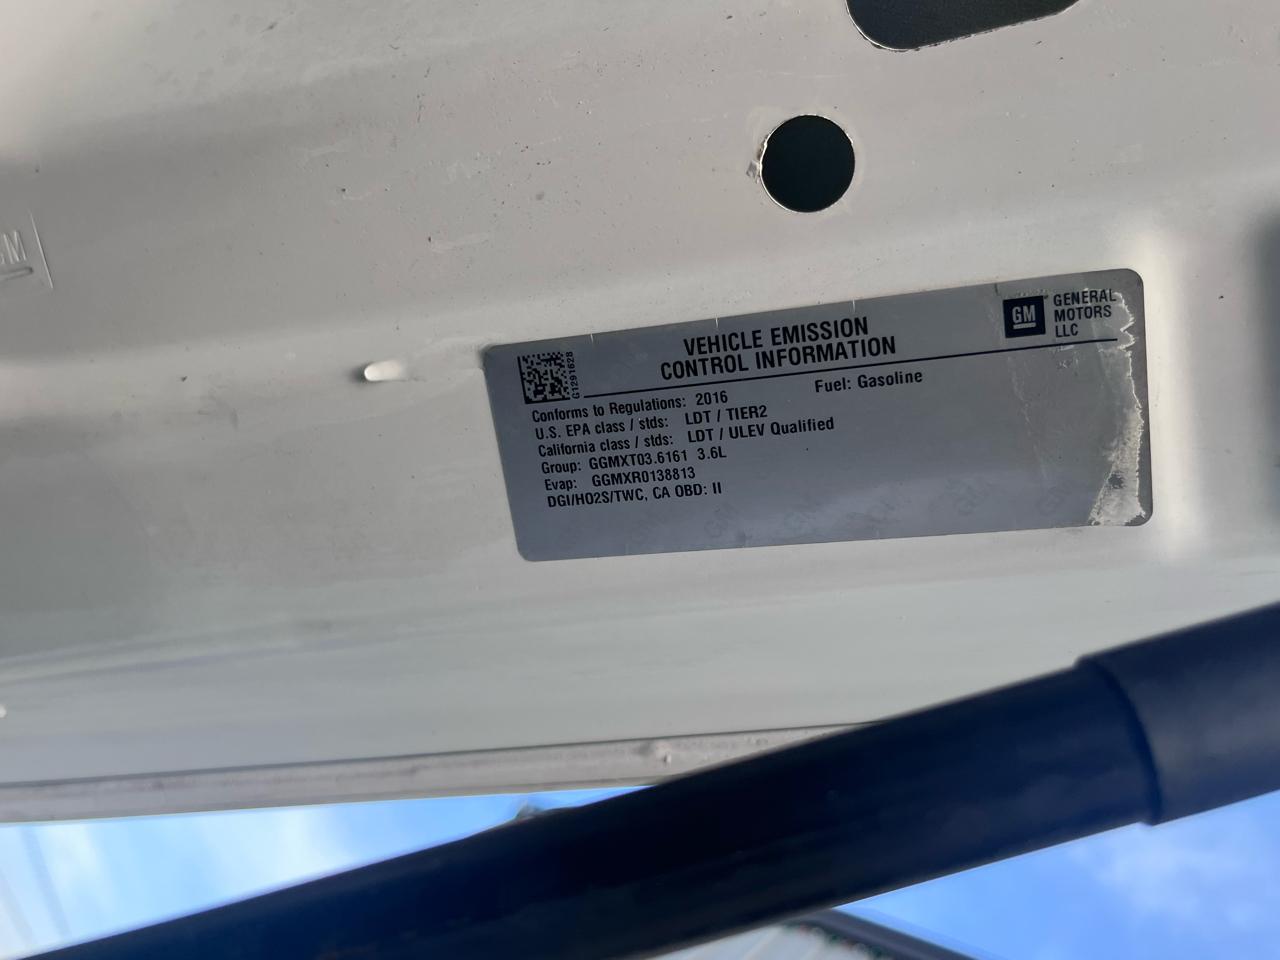 GM
GENERAL
MOTORS
LLC
VEHICLE EMISSION
CONTROL INFORMATION
G1291628
Conforms to Regulations: 2016
Fuel: Gasoline
U.S. EPA class / stds: LDT / TIER2
California class / stds: LDT / ULEV Qualified
Group: GGMXT03.6161 3.6L
Evap: GGMXR0138813
DGI/HO2S/TWC, CA OBD: II
GM